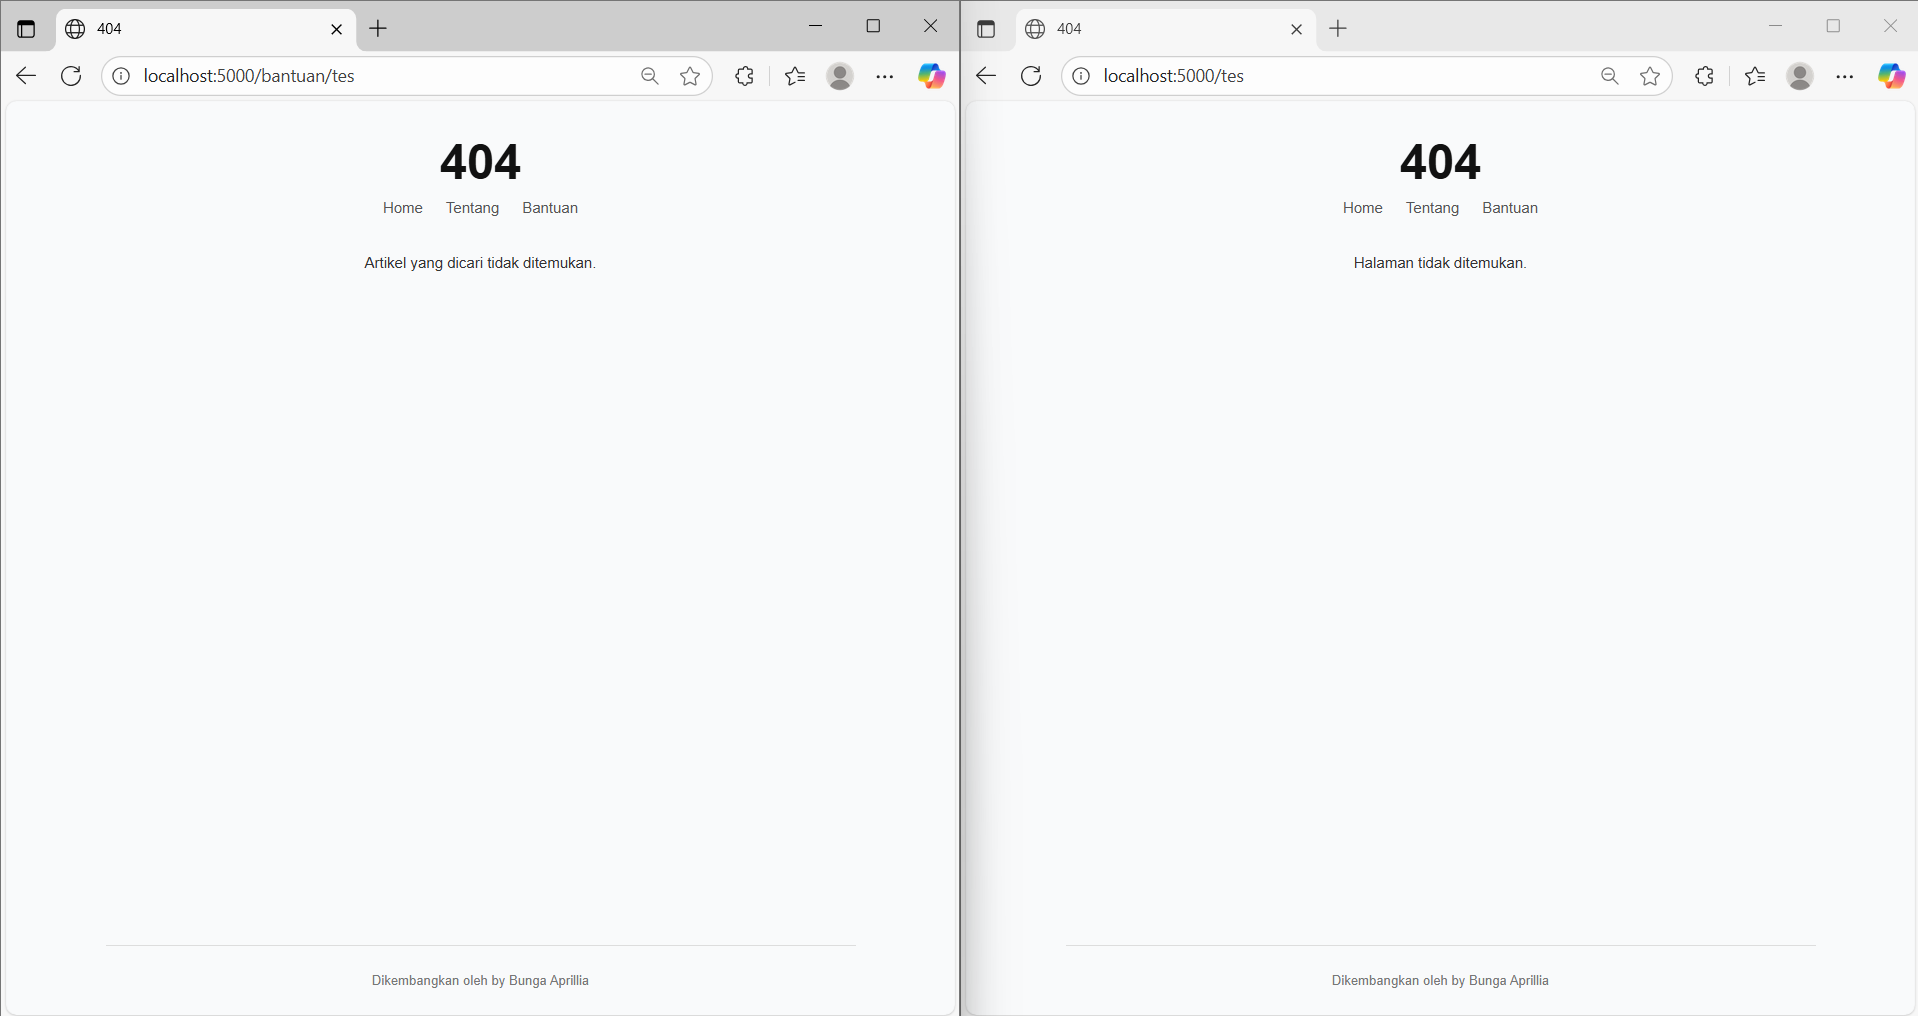 404
localhost:5000/bantuan/tes
404
Home Tentang Bantuan
Artikel yang dicari tidak ditemukan.
Dikembangkan oleh by Bunga Aprillia
404
localhost:5000/tes
404
Home Tentang Bantuan
Halaman tidak ditemukan.
Dikembangkan oleh by Bunga Aprillia